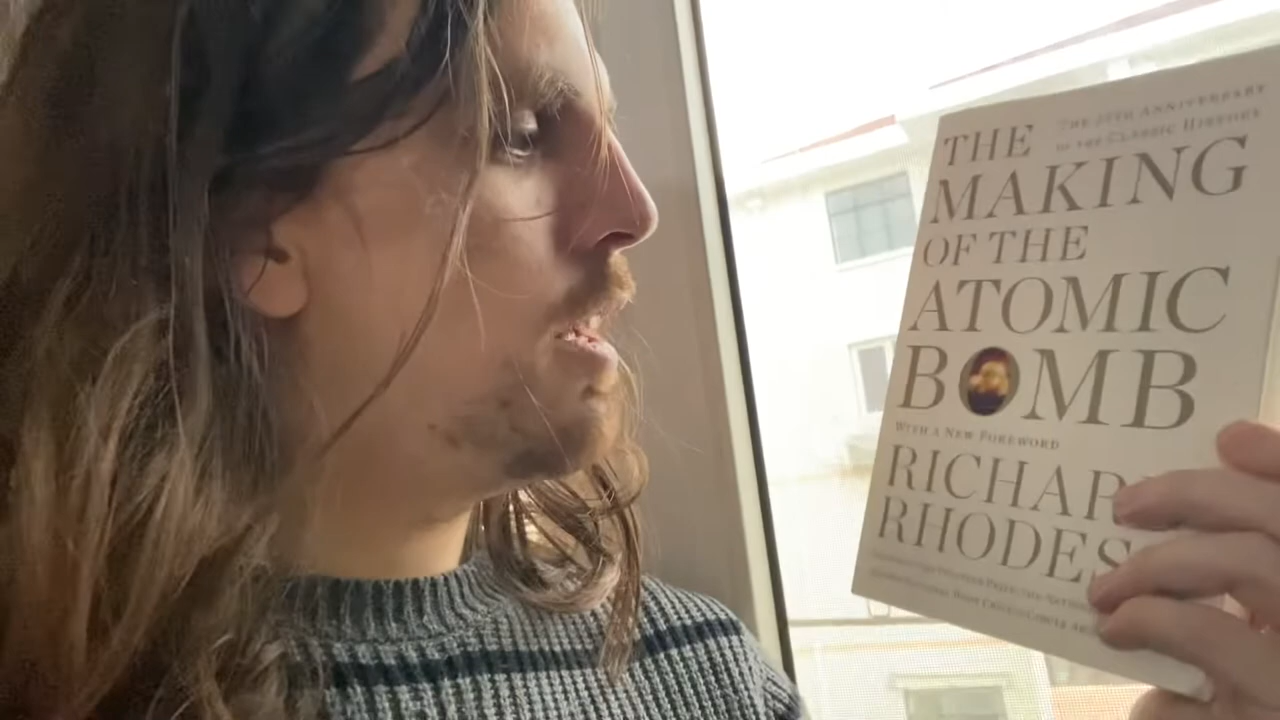 THE
THE 25TH ANNIVERSARY
OF THE CLASSIC HISTORY
MAKING
OF THE
ATOMIC
BOMB
WITH A NEW FOREWORD
RICHAR
RHODES